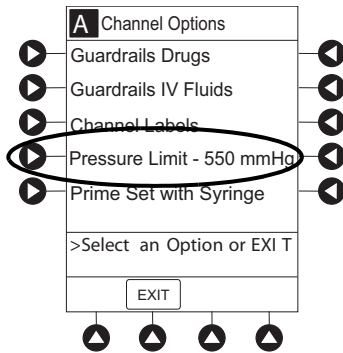 A Channel Options
Guardrails Drugs
Guardrails IV Fluids
Channel Labels
Pressure Limit - 550 mmHg
Prime Set with Syringe
>Select an Option or EXI T
EXIT